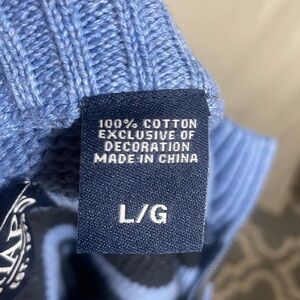 100% COTTON
EXCLUSIVE OF
DECORATION
MADE IN CHINA
L/G